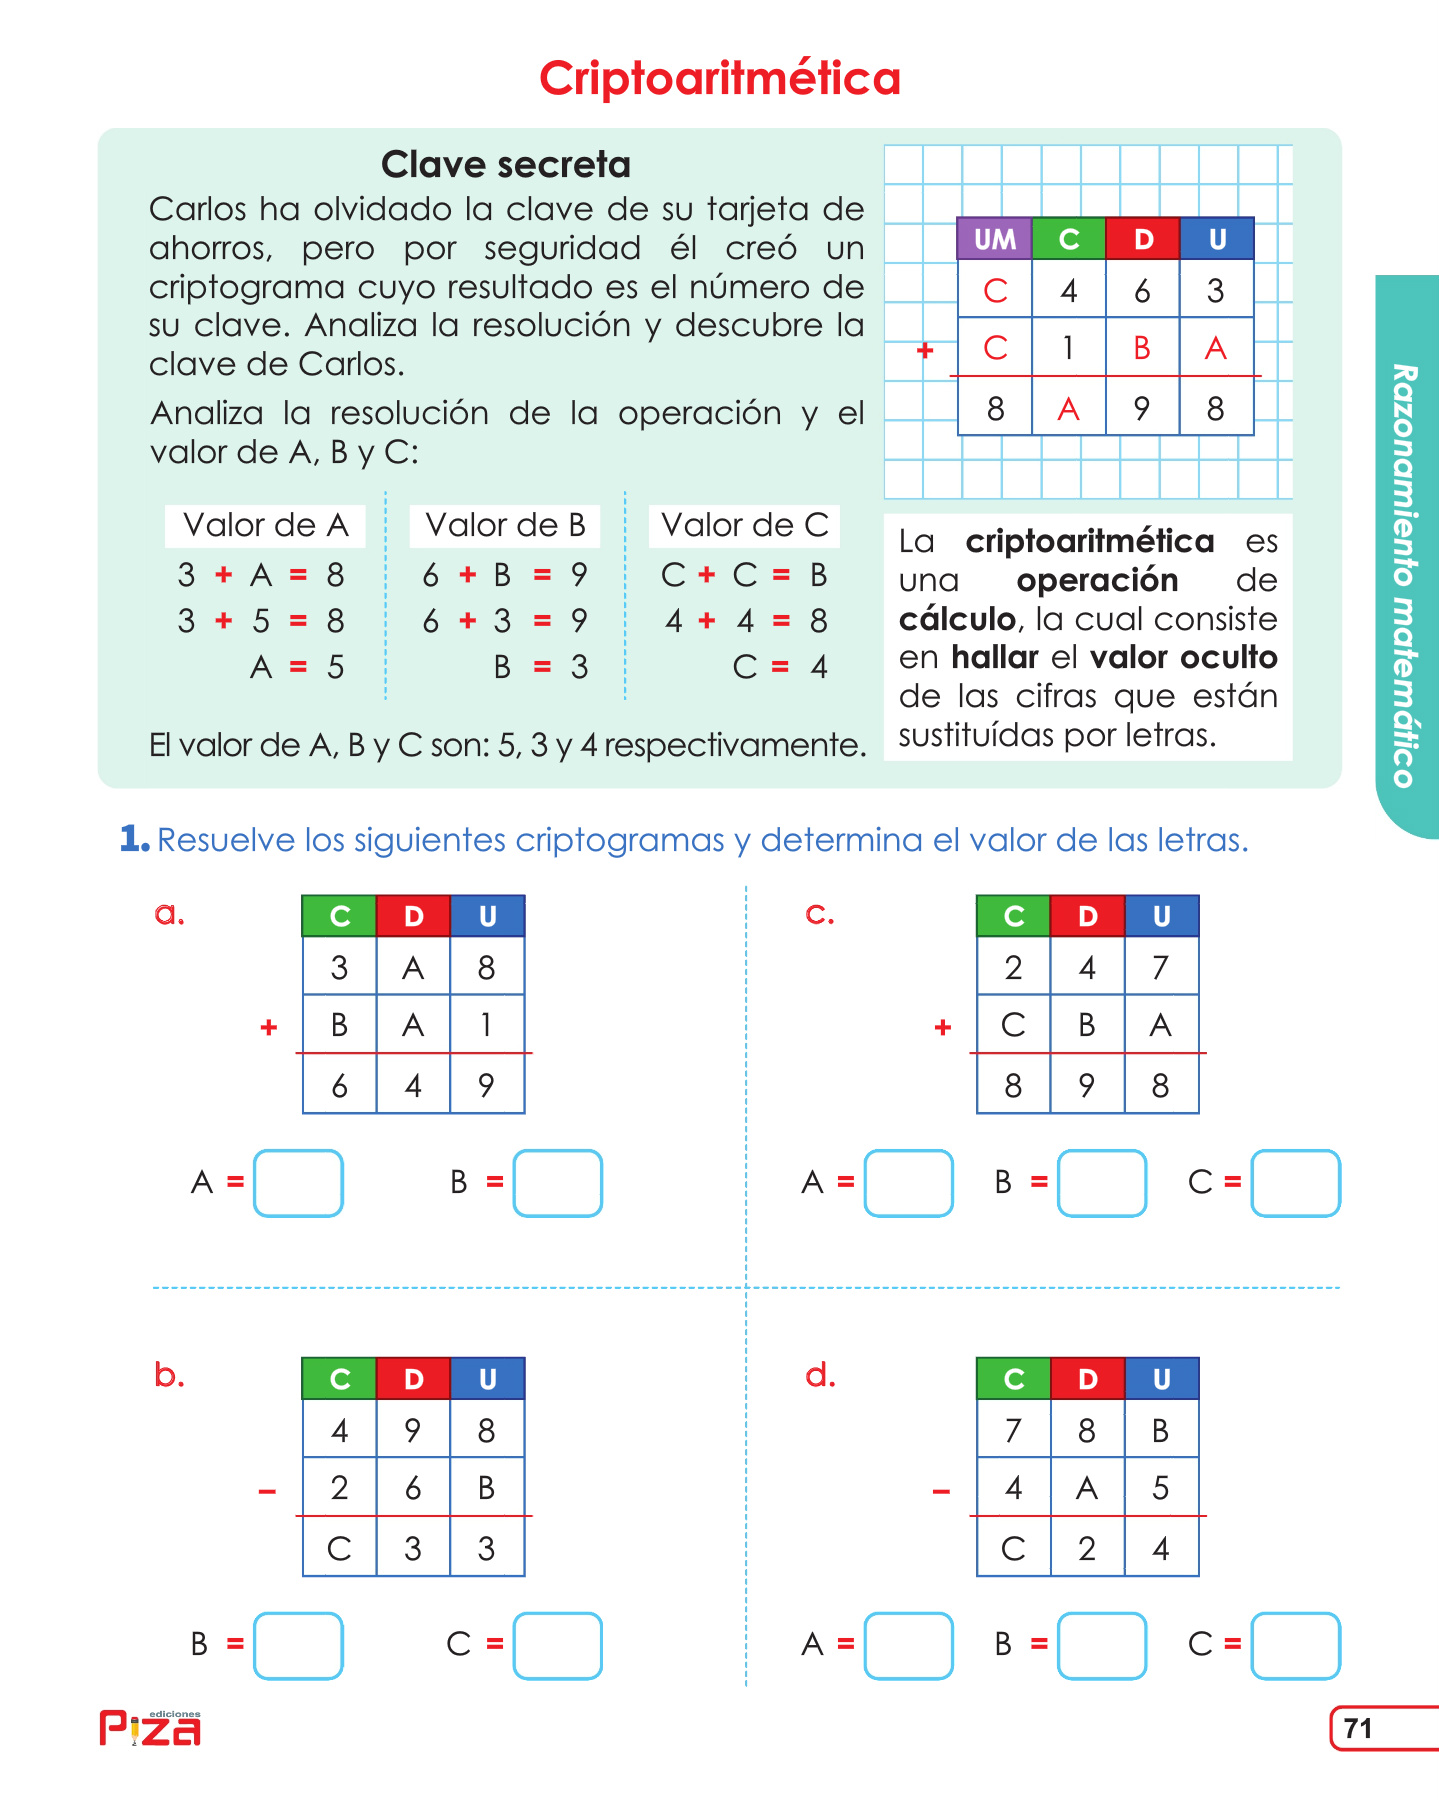 Criptoaritmética
Clave secreta
Carlos ha olvidado la clave de su tarjeta de
ahorros, pero por seguridad él creó un
criptograma cuyo resultado es el número de
su clave. Analiza la resolución y descubre la
clave de Carlos.
Analiza la resolución de la operación y el
valor de A, B y C:
UM C D U
C 4 6 3
+ C 1 B A
8 A 9 8
Valor de A
3 + A = 8
3 + 5 = 8
A = 5
Valor de B
6 + B = 9
6 + 3 = 9
B = 3
Valor de C
C + C = B
4 + 4 = 8
C = 4
El valor de A, B y C son: 5, 3 y 4 respectivamente.
La criptoaritmética es
una operación de
cálculo, la cual consiste
en hallar el valor oculto
de las cifras que están
sustituídas por letras.
Razonamiento matemático
1. Resuelve los siguientes criptogramas y determina el valor de las letras.
a.
C D U
3 A 8
+ B A 1
6 4 9
A = B =
c.
C D U
2 4 7
+ C B A
8 9 8
A = B = C =
b.
C D U
4 9 8
– 2 6 B
C 3 3
B = C =
d.
C D U
7 8 B
– 4 A 5
C 2 4
A = B = C =
ediciones
Piza
71